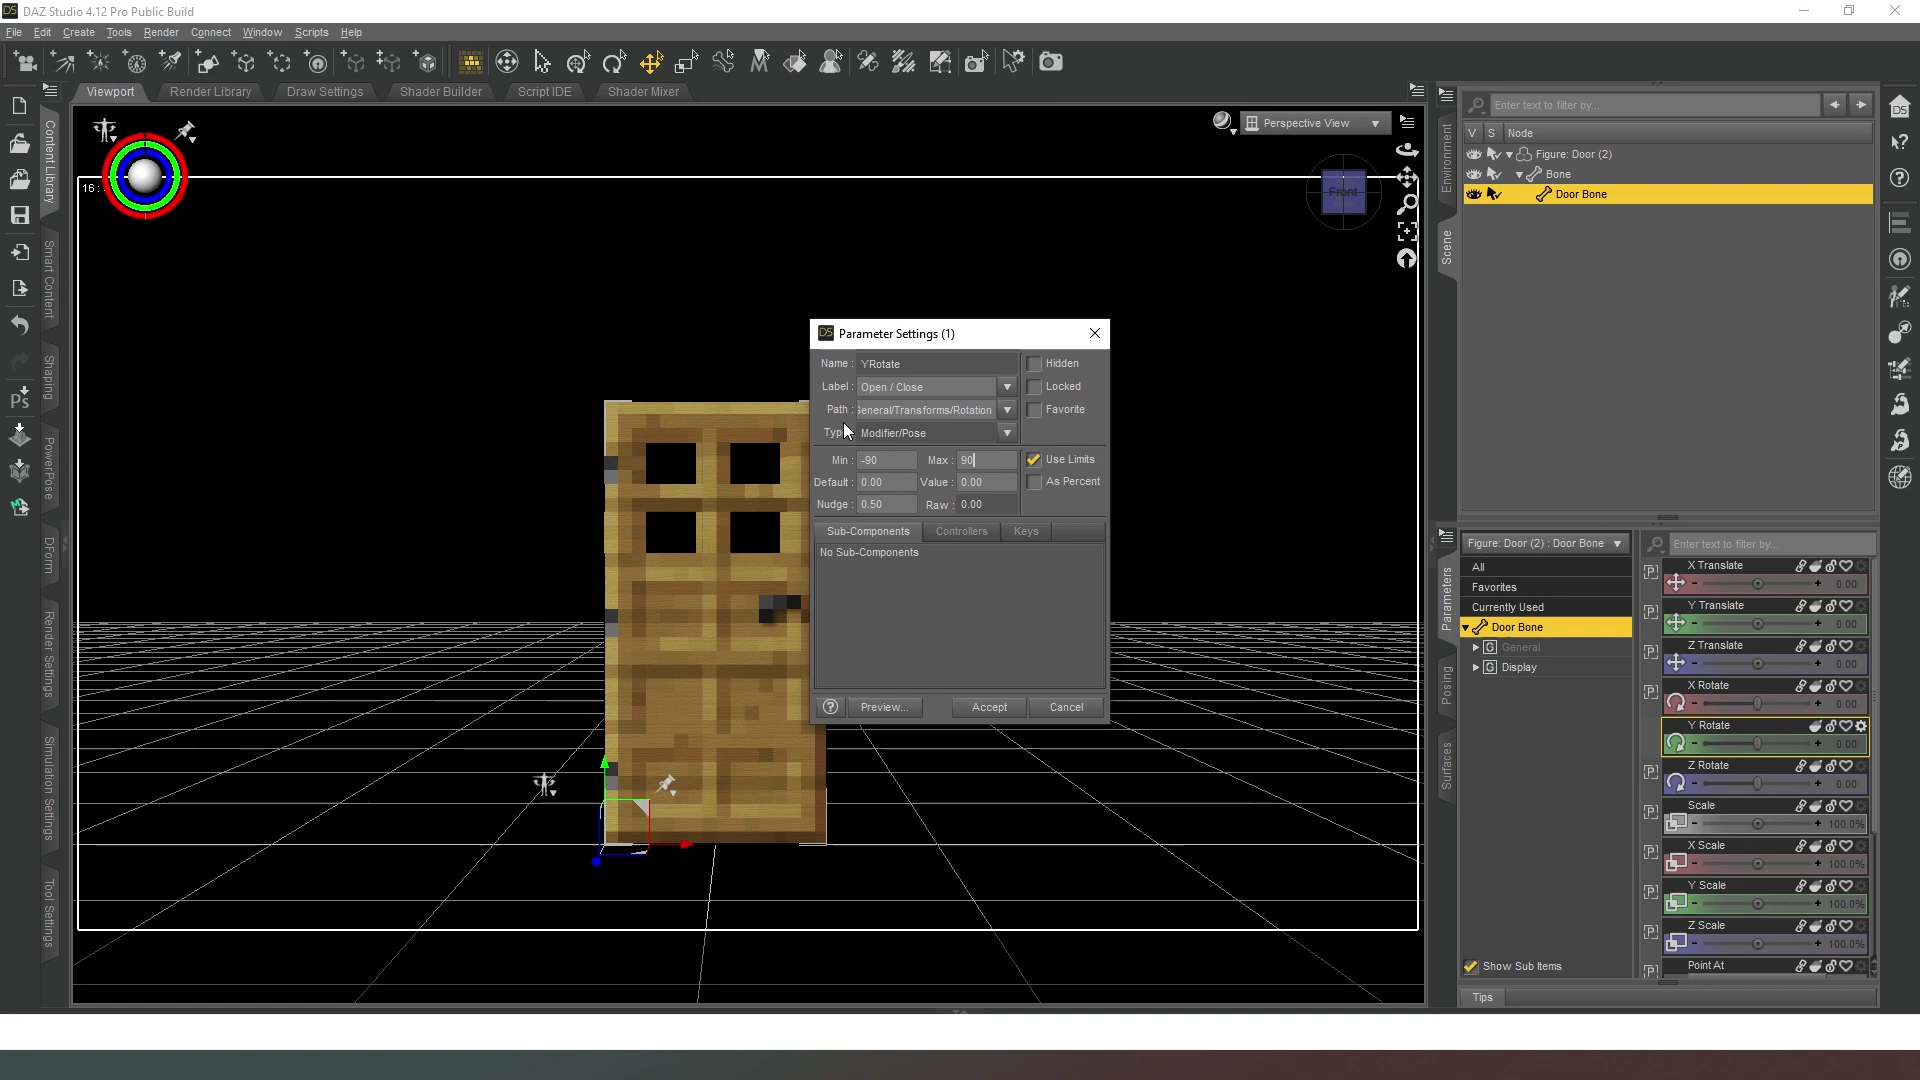 DAZ Studio 4.12 Pro Public Build
File Edit Create Tools Render Connect Window Scripts Help
Viewport Render Library Draw Settings Shader Builder Script IDE Shader Mixer
Content Library
Smart Content
Shaping
PowerPose
DForm
Render Settings
Simulation Settings
Tool Settings
16:
Perspective View
Front
Parameter Settings (1)
Name : YRotate Hidden
Label : Open / Close Locked
Path : General/Transforms/Rotation Favorite
Modifier/Pose
Min : -90 Max : 90 Use Limits
Default : 0.00 Value : 0.00 As Percent
Nudge : 0.50 Raw : 0.00
Sub-Components Controllers Keys
No Sub-Components
Preview... Accept Cancel
Environment
Scene
Enter text to filter by...
V S Node
Figure: Door (2)
Bone
Door Bone
Parameters
Posing
Surfaces
Figure: Door (2) : Door Bone
All
Favorites
Currently Used
Door Bone
General
Display
Show Sub Items
Enter text to filter by...
X Translate
0.00
Y Translate
0.00
Z Translate
0.00
X Rotate
0.00
Y Rotate
0.00
Z Rotate
0.00
Scale
100.0%
X Scale
100.0%
Y Scale
100.0%
Z Scale
100.0%
Point At
Tips